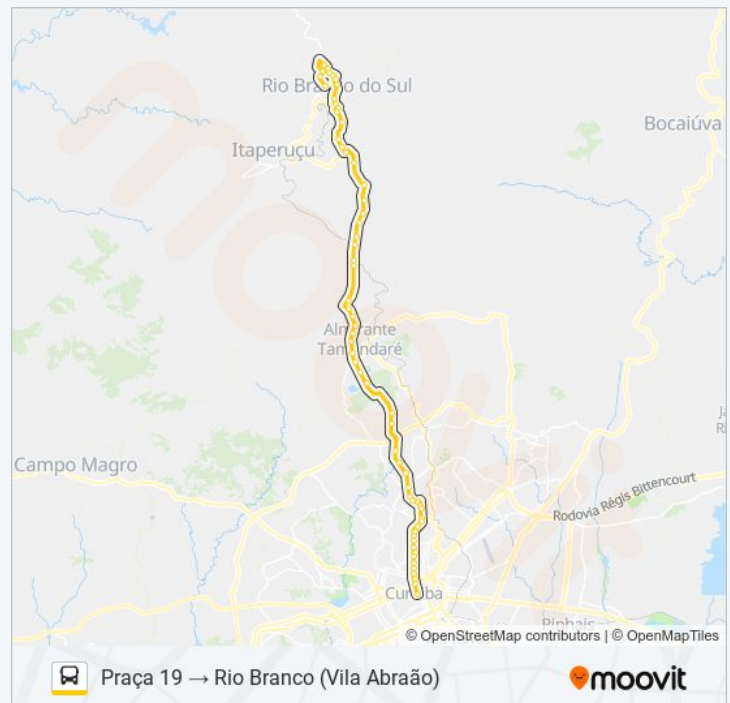 Rio Branco do Sul
Bocaiúva
Itaperuçu
Almirante
Tamandaré
Campo Magro
Rodovia Régis Bittencourt
Curitiba
Pinhais
© OpenStreetMap contributors | © OpenMapTiles
Praça 19 → Rio Branco (Vila Abraão)
moovit